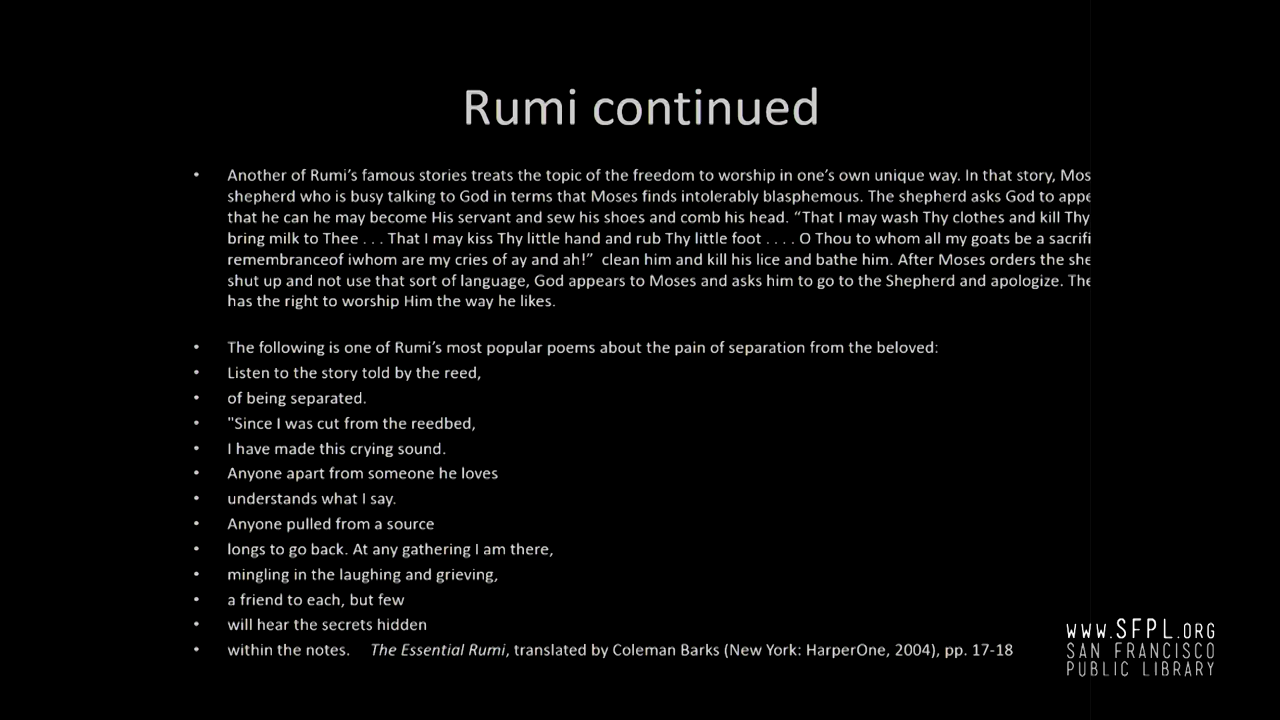 Rumi continued
• Another of Rumi's famous stories treats the topic of the freedom to worship in one's own unique way. In that story, Mos
shepherd who is busy talking to God in terms that Moses finds intolerably blasphemous. The shepherd asks God to appe
that he can he may become His servant and sew his shoes and comb his head. “That I may wash Thy clothes and kill Thy
bring milk to Thee . . . That I may kiss Thy little hand and rub Thy little foot . . . . O Thou to whom all my goats be a sacrifi
remembranceof iwhom are my cries of ay and ah!” clean him and kill his lice and bathe him. After Moses orders the she
shut up and not use that sort of language, God appears to Moses and asks him to go to the Shepherd and apologize. The
has the right to worship Him the way he likes.
• The following is one of Rumi's most popular poems about the pain of separation from the beloved:
• Listen to the story told by the reed,
• of being separated.
• "Since I was cut from the reedbed,
• I have made this crying sound.
• Anyone apart from someone he loves
• understands what I say.
• Anyone pulled from a source
• longs to go back. At any gathering I am there,
• mingling in the laughing and grieving,
• a friend to each, but few
• will hear the secrets hidden
• within the notes. The Essential Rumi, translated by Coleman Barks (New York: HarperOne, 2004), pp. 17-18
WWW.SFPL.ORG
SAN FRANCISCO
PUBLIC LIBRARY